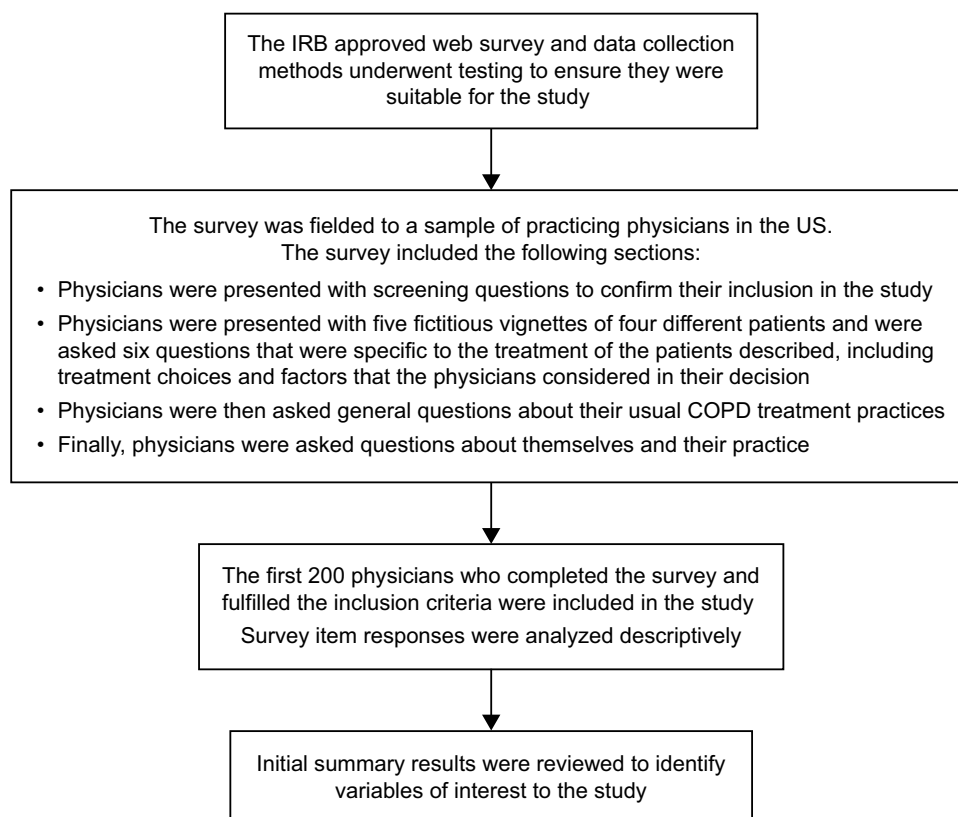 The IRB approved web survey and data collection
methods underwent testing to ensure they were
suitable for the study
The survey was fielded to a sample of practicing physicians in the US.
The survey included the following sections:
• Physicians were presented with screening questions to confirm their inclusion in the study
• Physicians were presented with five fictitious vignettes of four different patients and were
asked six questions that were specific to the treatment of the patients described, including
treatment choices and factors that the physicians considered in their decision
• Physicians were then asked general questions about their usual COPD treatment practices
• Finally, physicians were asked questions about themselves and their practice
The first 200 physicians who completed the survey and
fulfilled the inclusion criteria were included in the study
Survey item responses were analyzed descriptively
Initial summary results were reviewed to identify
variables of interest to the study